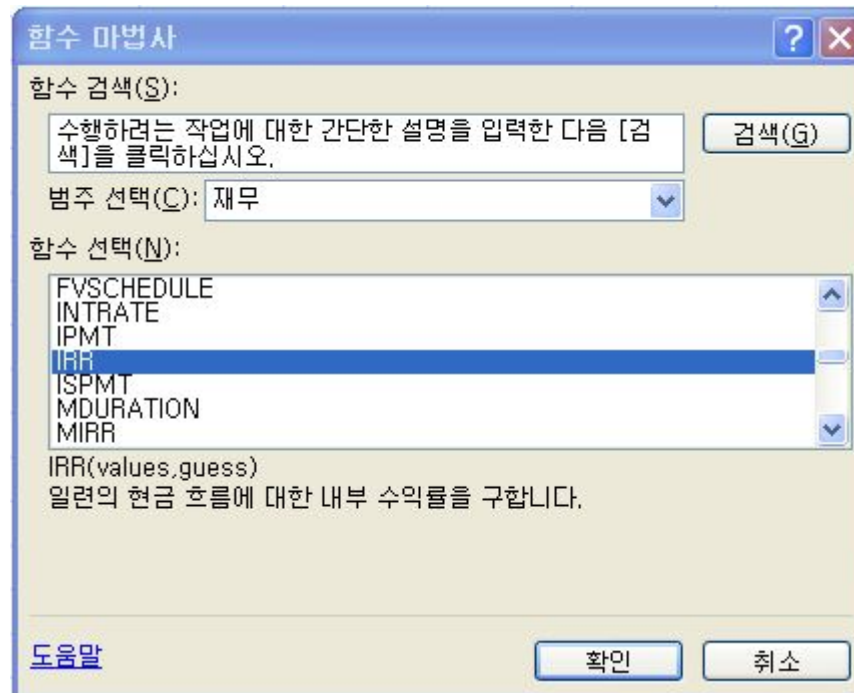 함수 마법사
함수 검색(S):
수행하려는 작업에 대한 간단한 설명을 입력한 다음 [검
색]을 클릭하십시오.
검색(G)
범주 선택(C): 재무
함수 선택(N):
FVSCHEDULE
INTRATE
IPMT
IRR
ISPMT
MDURATION
MIRR
IRR(values,guess)
일련의 현금 흐름에 대한 내부 수익률을 구합니다.
도움말
확인
취소